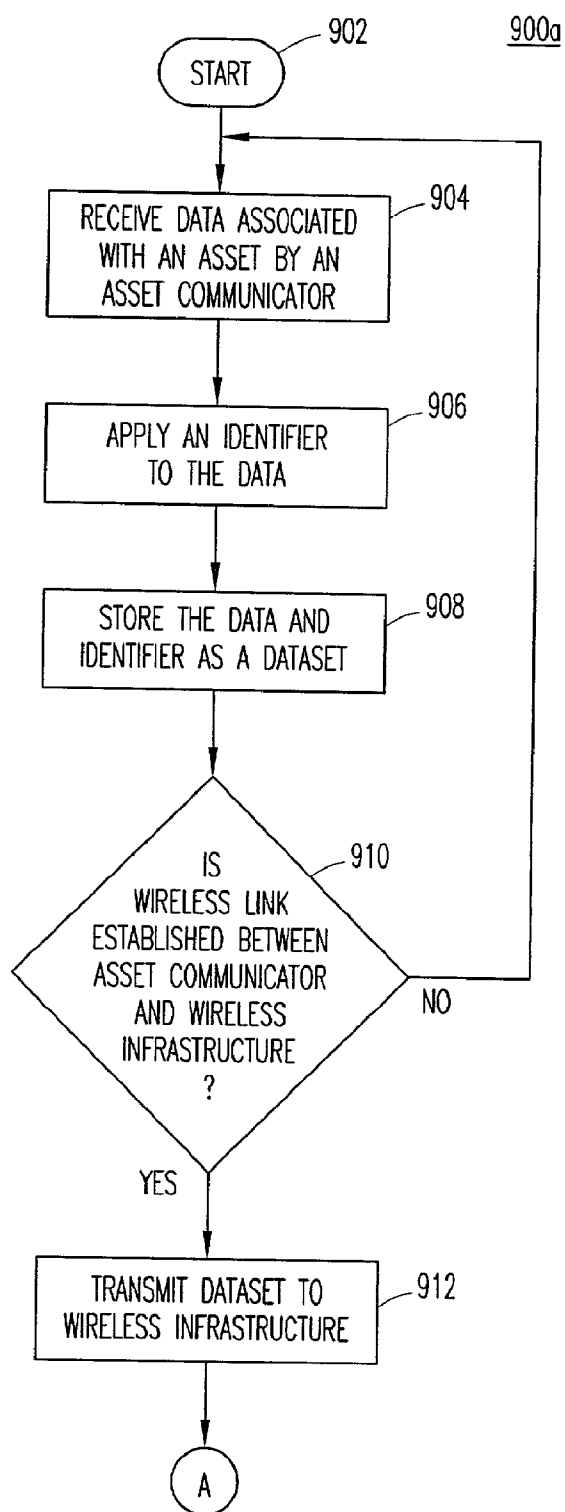 900a
902
START
904
RECEIVE DATA ASSOCIATED
WITH AN ASSET BY AN
ASSET COMMUNICATOR
906
APPLY AN IDENTIFIER
TO THE DATA
908
STORE THE DATA AND
IDENTIFIER AS A DATASET
910
IS
WIRELESS LINK
ESTABLISHED BETWEEN
ASSET COMMUNICATOR
AND WIRELESS
INFRASTRUCTURE
?
NO
YES
912
TRANSMIT DATASET TO
WIRELESS INFRASTRUCTURE
A